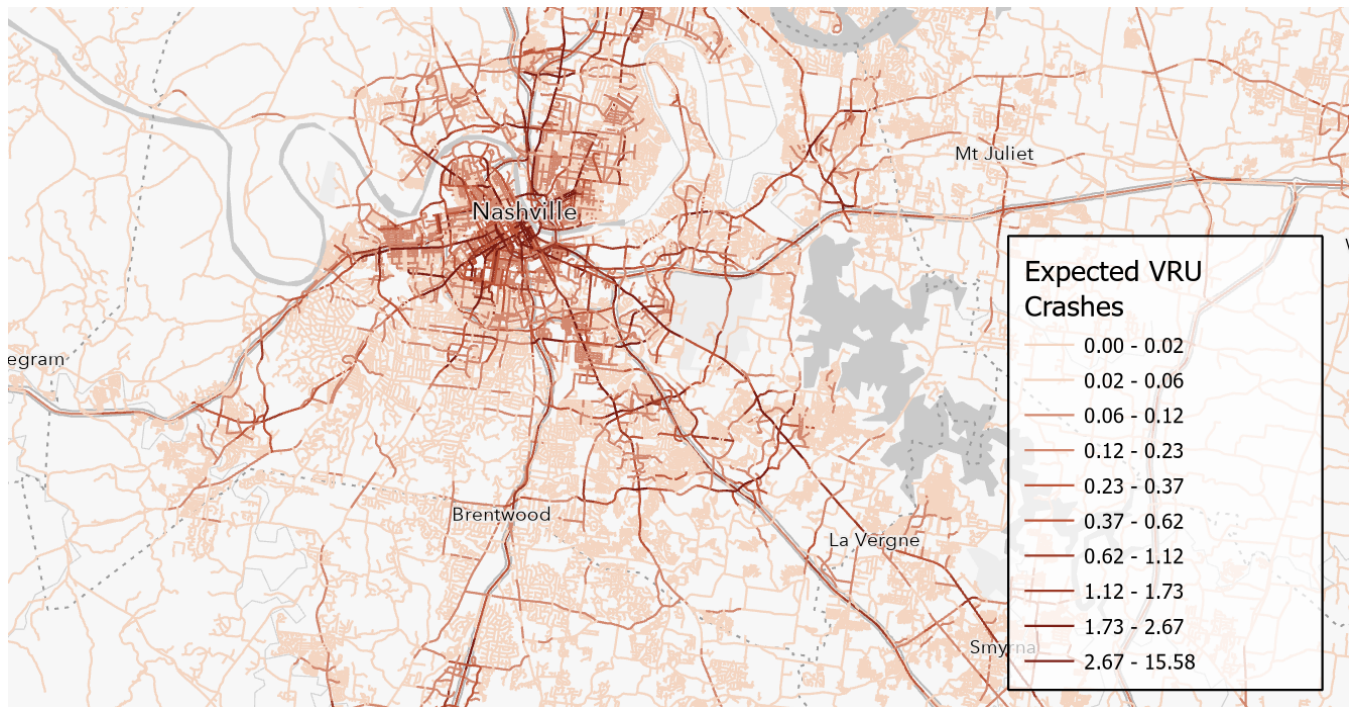 Mt Juliet
Nashville
Expected VRU
Crashes
0.00 - 0.02
0.02 - 0.06
0.06 - 0.12
0.12 - 0.23
0.23 - 0.37
0.37 - 0.62
0.62 - 1.12
1.12 - 1.73
1.73 - 2.67
2.67 - 15.58
egram
Brentwood
La Vergne
Smyrna